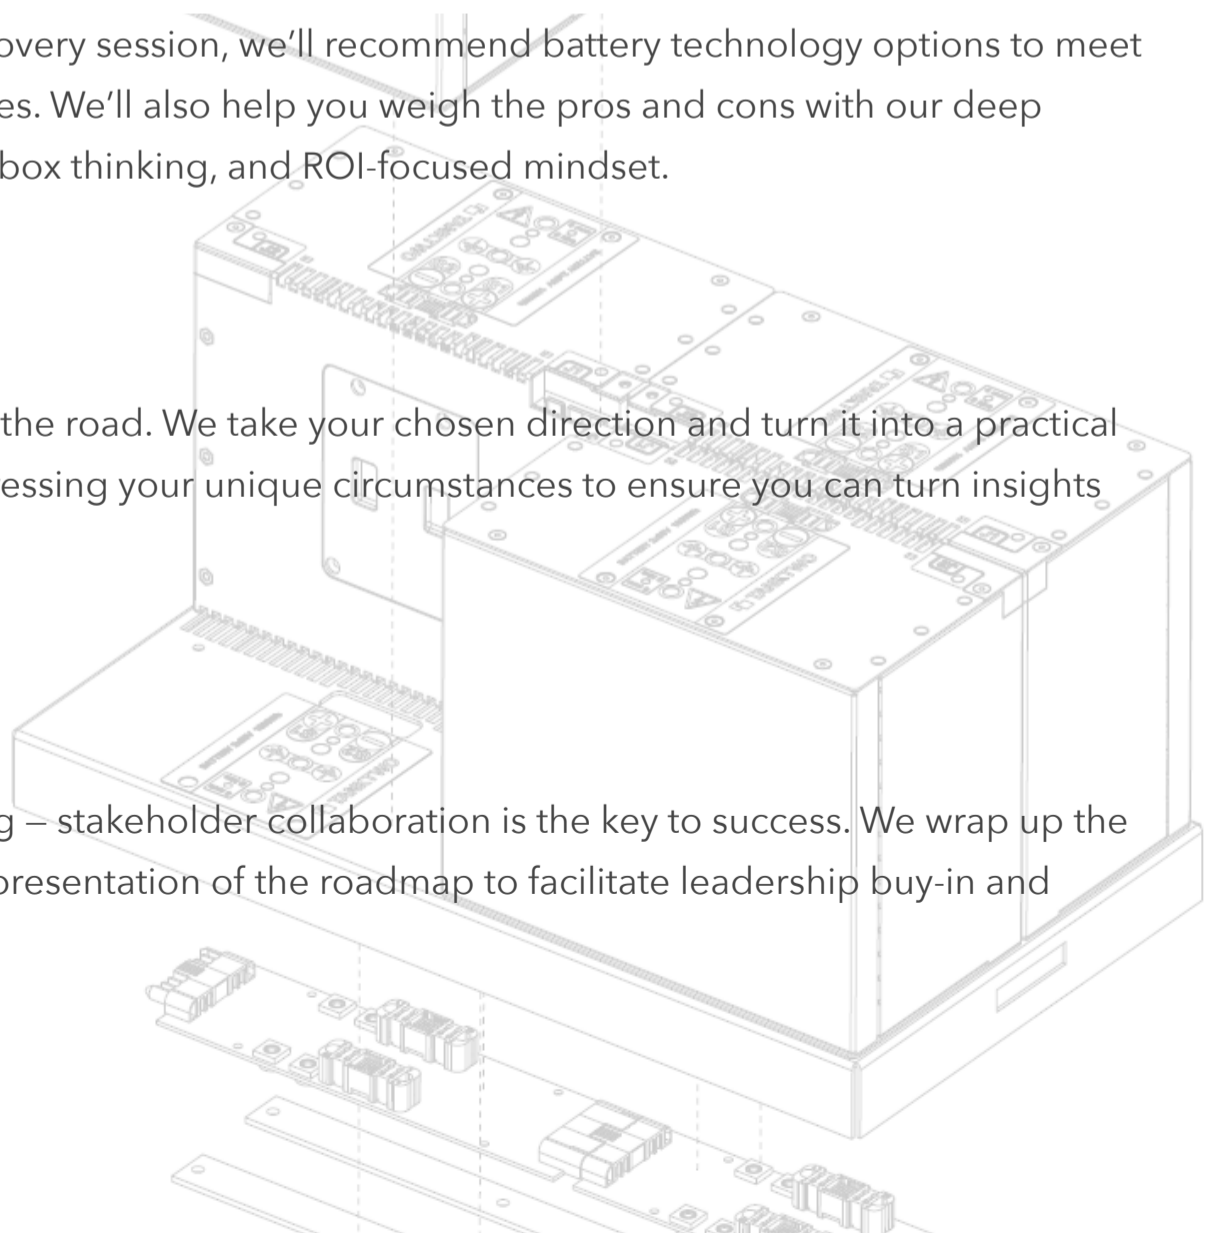 overy session, we'll recommend battery technology options to meet
es. We'll also help you weigh the pros and cons with our deep
box thinking, and ROI-focused mindset.
the road. We take your chosen direction and turn it into a practical
essing your unique circumstances to ensure you can turn insights
g – stakeholder collaboration is the key to success. We wrap up the
presentation of the roadmap to facilitate leadership buy-in and